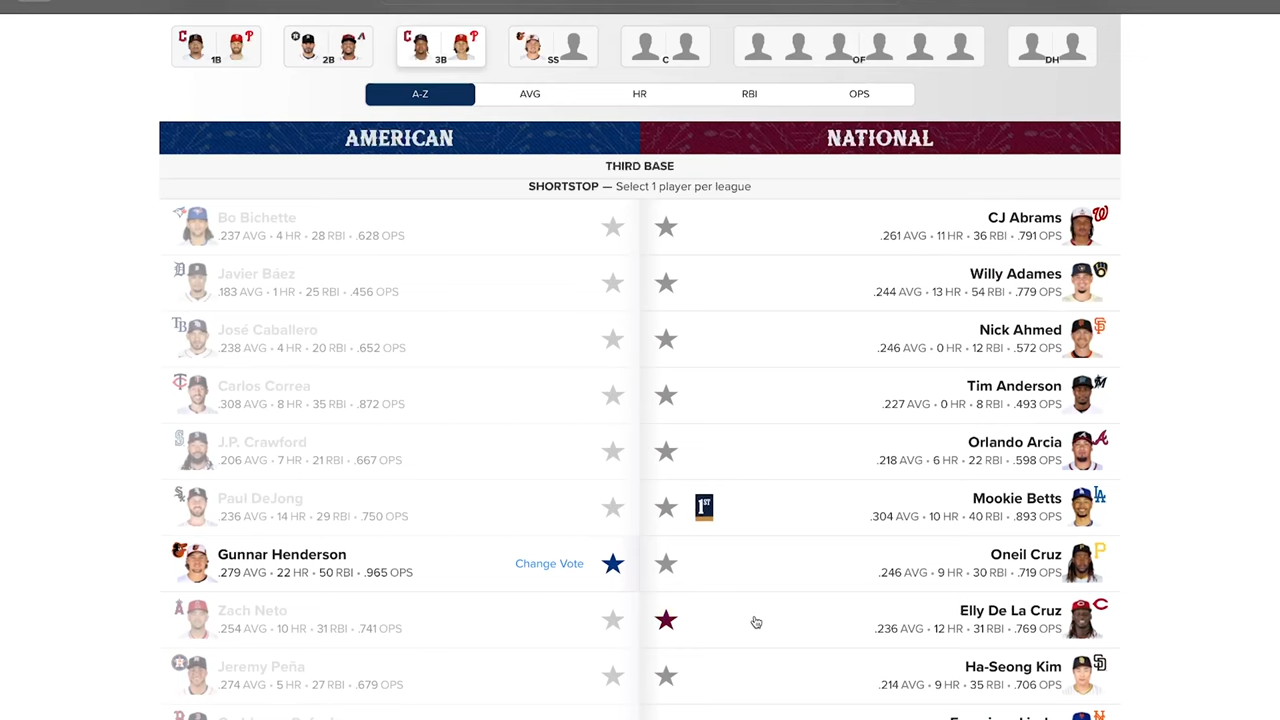 1B 2B 3B SS C OF DH
A-Z AVG HR RBI OPS
AMERICAN NATIONAL
THIRD BASE
SHORTSTOP — Select 1 player per league
Bo Bichette
.237 AVG • 4 HR • 28 RBI • .628 OPS
CJ Abrams
.261 AVG • 11 HR • 36 RBI • .791 OPS
Javier Báez
.183 AVG • 1 HR • 25 RBI • .456 OPS
Willy Adames
.244 AVG • 13 HR • 54 RBI • .779 OPS
José Caballero
.238 AVG • 4 HR • 20 RBI • .652 OPS
Nick Ahmed
.246 AVG • 0 HR • 12 RBI • .572 OPS
Carlos Correa
.308 AVG • 8 HR • 35 RBI • .872 OPS
Tim Anderson
.227 AVG • 0 HR • 8 RBI • .493 OPS
J.P. Crawford
.206 AVG • 7 HR • 21 RBI • .667 OPS
Orlando Arcia
.218 AVG • 6 HR • 22 RBI • .598 OPS
Paul DeJong
.236 AVG • 14 HR • 29 RBI • .750 OPS
1ST
Mookie Betts
.304 AVG • 10 HR • 40 RBI • .893 OPS
Gunnar Henderson
.279 AVG • 22 HR • 50 RBI • .965 OPS
Change Vote
Oneil Cruz
.246 AVG • 9 HR • 30 RBI • .719 OPS
Zach Neto
.254 AVG • 10 HR • 31 RBI • .741 OPS
Elly De La Cruz
.236 AVG • 12 HR • 31 RBI • .769 OPS
Jeremy Peña
.274 AVG • 5 HR • 27 RBI • .679 OPS
Ha-Seong Kim
.214 AVG • 9 HR • 35 RBI • .706 OPS